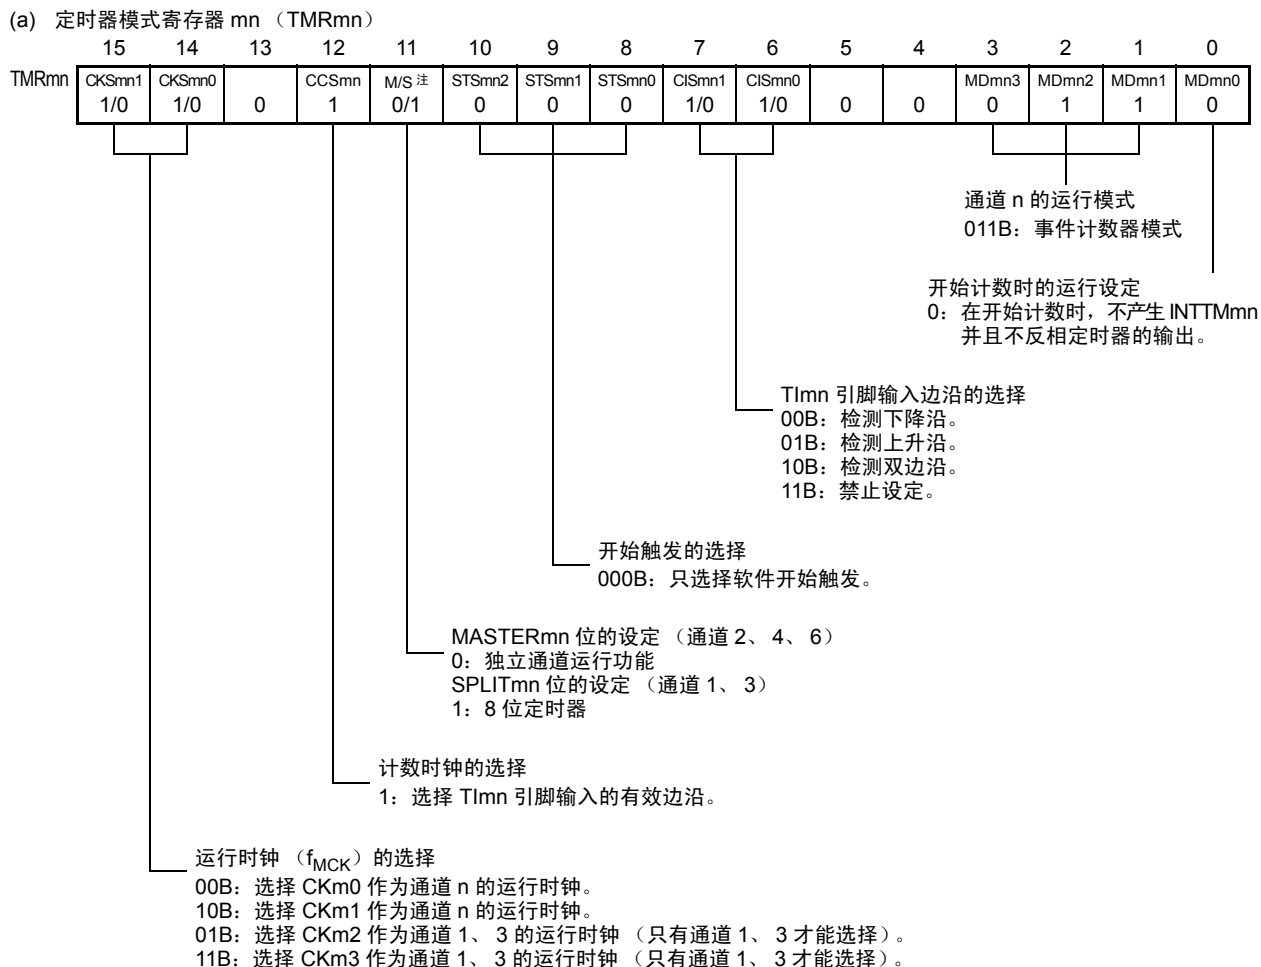 (a) 定时器模式寄存器 mn （TMRmn）
15 14 13 12 11 10 9 8 7 6 5 4 3 2 1 0
TMRmn CKSmn1 CKSmn0 CCSmn M/S 注 STSmn2 STSmn1 STSmn0 CISmn1 CISmn0 MDmn3 MDmn2 MDmn1 MDmn0
1/0 1/0 0 1 0/1 0 0 0 1/0 1/0 0 0 0 1 1 0
通道 n 的运行模式
011B：事件计数器模式
开始计数时的运行设定
0：在开始计数时，不产生 INTTMmn
并且不反相定时器的输出。
TImn 引脚输入边沿的选择
00B：检测下降沿。
01B：检测上升沿。
10B：检测双边沿。
11B：禁止设定。
开始触发的选择
000B：只选择软件开始触发。
MASTERmn 位的设定 （通道 2、 4、 6）
0：独立通道运行功能
SPLITmn 位的设定 （通道 1、 3）
1：8 位定时器
计数时钟的选择
1：选择 TImn 引脚输入的有效边沿。
运行时钟 （fMCK）的选择
00B：选择 CKm0 作为通道 n 的运行时钟。
10B：选择 CKm1 作为通道 n 的运行时钟。
01B：选择 CKm2 作为通道 1、 3 的运行时钟 （只有通道 1、 3 才能选择）。
11B：选择 CKm3 作为通道 1、 3 的运行时钟 （只有通道 1、 3 才能选择）。